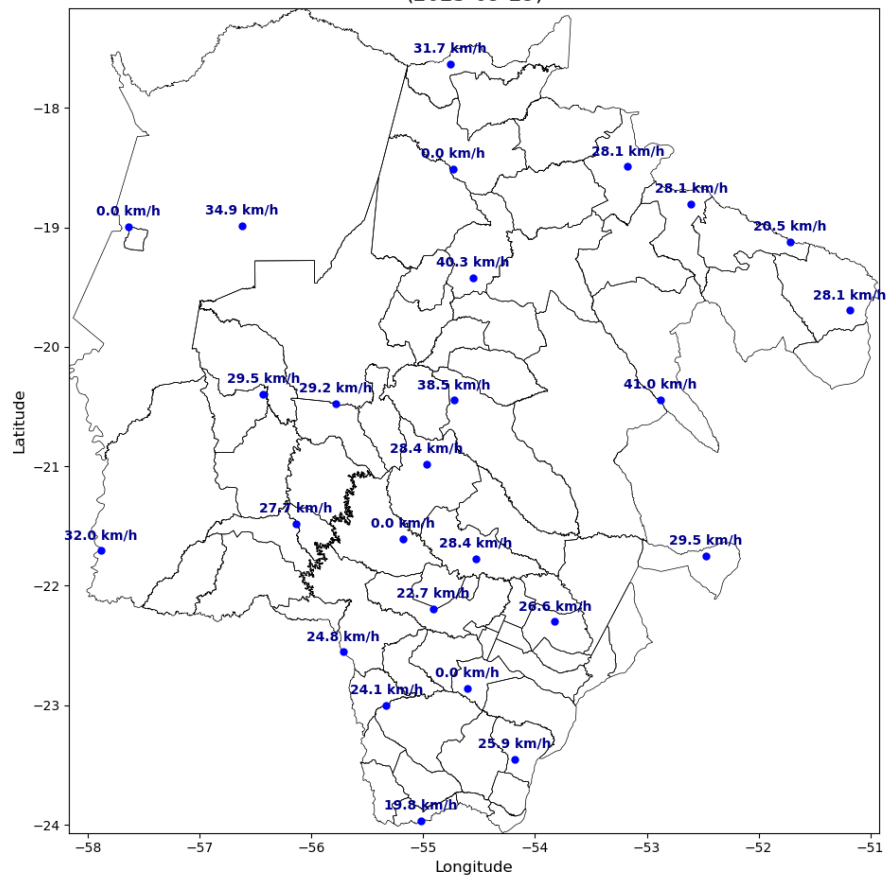 31.7 km/h
−18
0.0 km/h
28.1 km/h
28.1 km/h
0.0 km/h
34.9 km/h
−19
20.5 km/h
40.3 km/h
28.1 km/h
−20
29.5 km/h
29.2 km/h
38.5 km/h
41.0 km/h
Latitude
28.4 km/h
−21
27.7 km/h
32.0 km/h
0.0 km/h
28.4 km/h
29.5 km/h
−22
22.7 km/h
26.6 km/h
24.8 km/h
0.0 km/h
24.1 km/h
−23
25.9 km/h
19.8 km/h
−24
−58 −57 −56 −55 −54 −53 −52 −51
Longitude